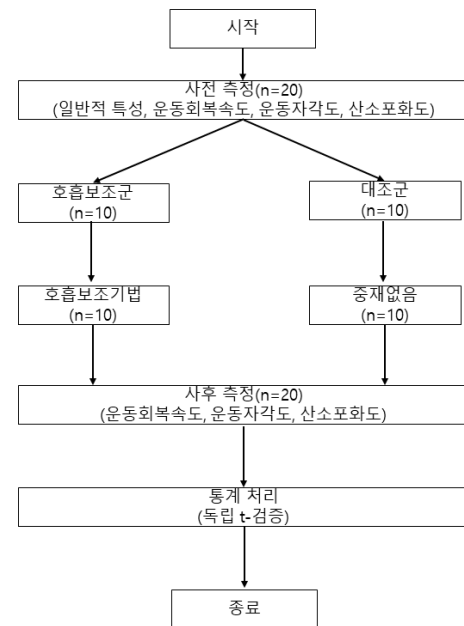 시작
사전 측정(n=20)
(일반적 특성, 운동회복속도, 운동자각도, 산소포화도)
호흡보조군
(n=10)
대조군
(n=10)
호흡보조기법
(n=10)
중재없음
(n=10)
사후 측정(n=20)
(운동회복속도, 운동자각도, 산소포화도)
통계 처리
(독립 t-검증)
종료